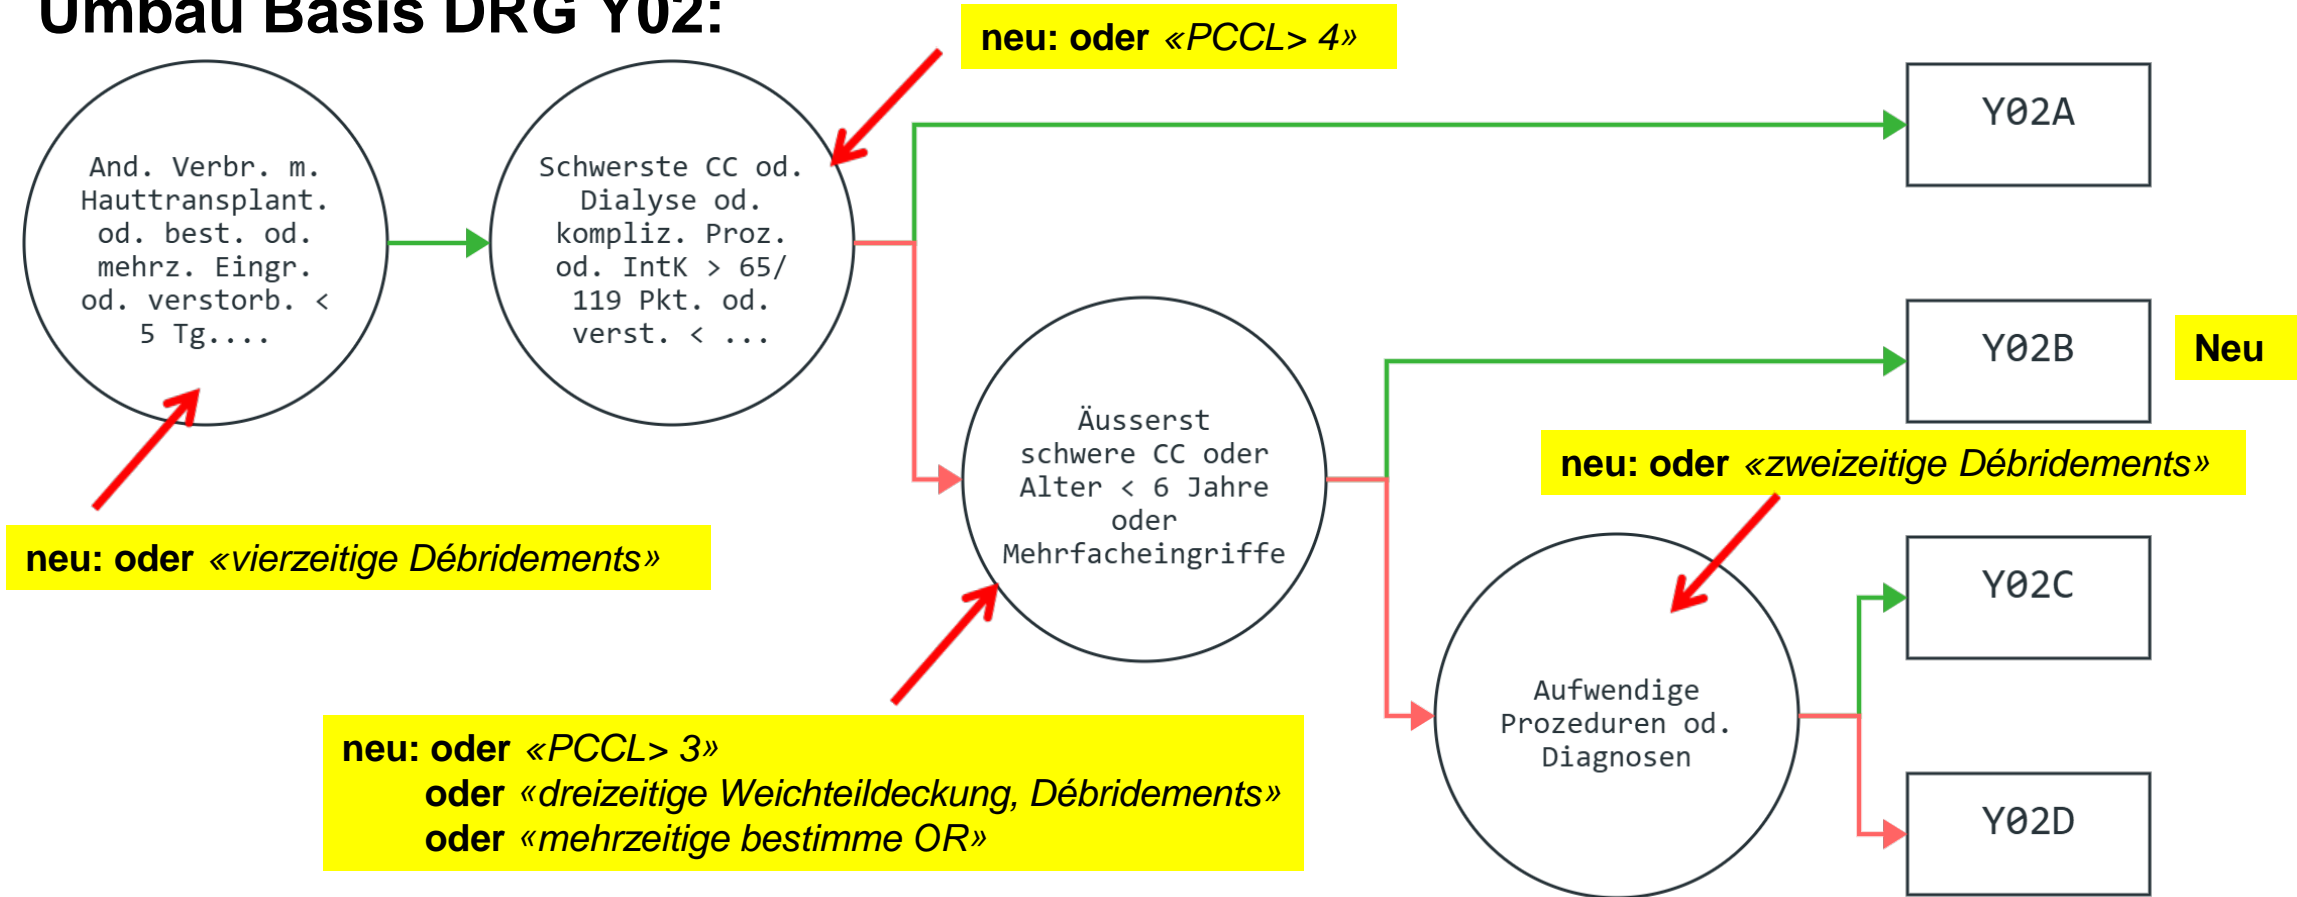 Umbau Basis DRG Y02:
neu: oder «PCCL> 4»
And. Verbr. m.
Hauttransplant.
od. best. od.
mehrz. Eingr.
od. verstorb. <
5 Tg....
Schwerste CC od.
Dialyse od.
kompliz. Proz.
od. IntK > 65/
119 Pkt. od.
verst. < ...
Y02A
Y02B
Neu
Äusserst
schwere CC oder
Alter < 6 Jahre
oder
Mehrfacheingriffe
neu: oder «zweizeitige Débridements»
neu: oder «vierzeitige Débridements»
Y02C
Aufwendige
Prozeduren od.
Diagnosen
neu: oder «PCCL> 3»
oder «dreizeitige Weichteildeckung, Débridements»
oder «mehrzeitige bestimme OR»
Y02D